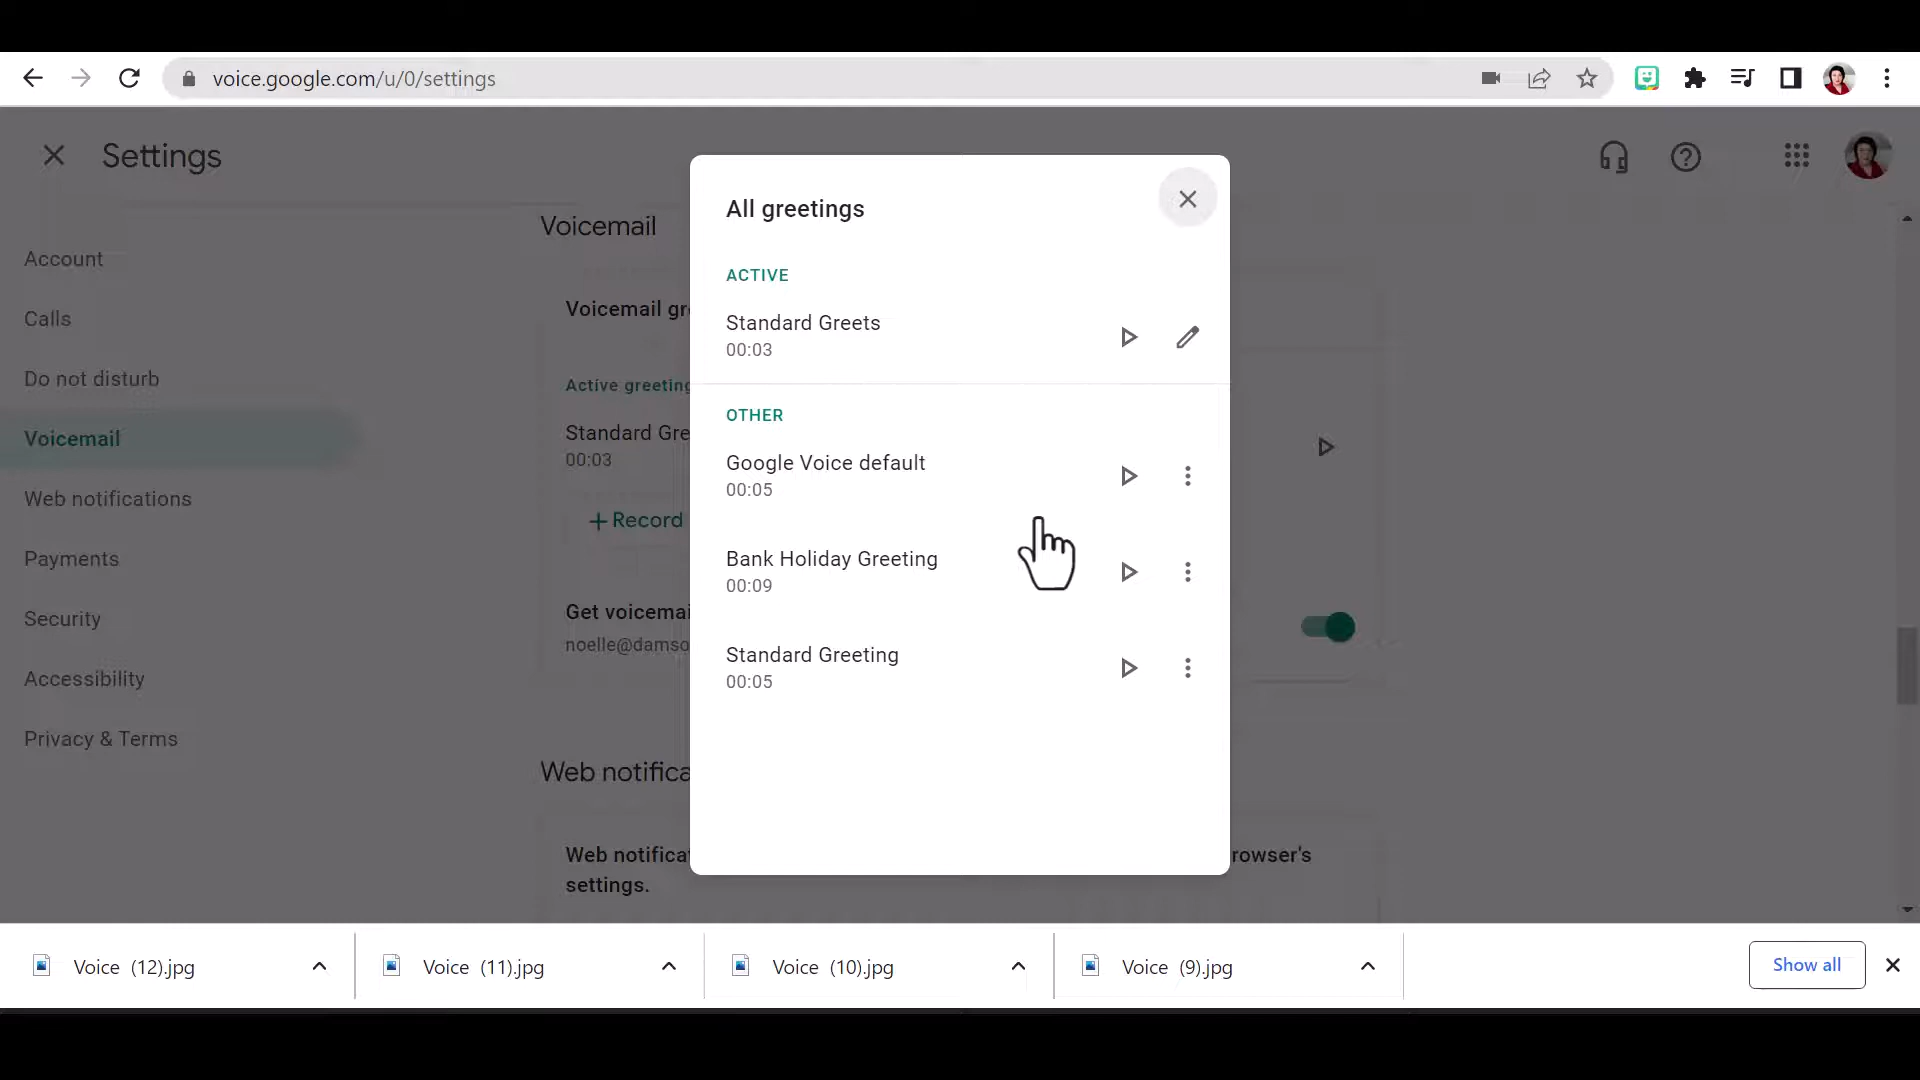 voice.google.com/u/0/settings
Settings
Account
Calls
Do not disturb
Voicemail
Web notifications
Payments
Security
Accessibility
Privacy & Terms
Voicemail
Voicemail gr
Active greeting
Standard Gre
00:03
+ Record
Get voicemai
noelle@damso
Web notifica
Web notificat
rowser's
settings.
All greetings
ACTIVE
Standard Greets
00:03
OTHER
Google Voice default
00:05
Bank Holiday Greeting
00:09
Standard Greeting
00:05
Voice (12).jpg
Voice (11).jpg
Voice (10).jpg
Voice (9).jpg
Show all